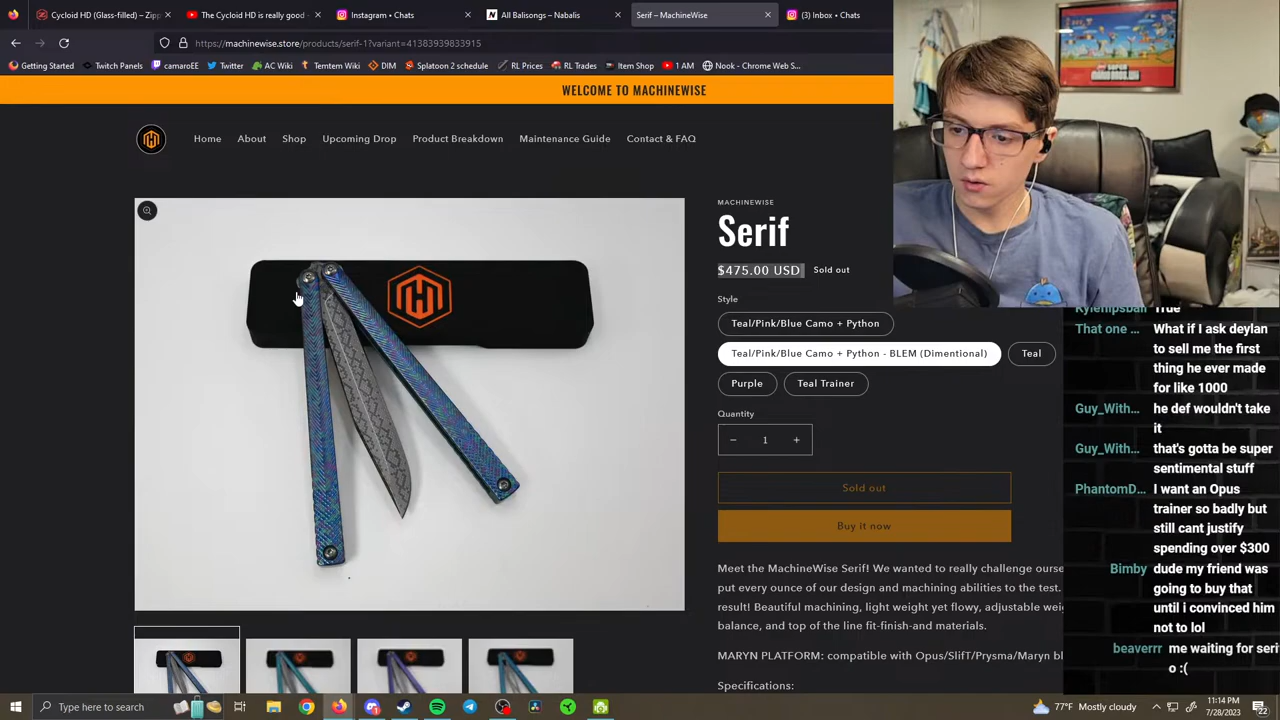 Cycloid HD (Glass-filled) – Zipp
The Cycloid HD is really good -
Instagram • Chats
All Balisongs – Nabalis
Serif – MachineWise
(3) Inbox • Chats
https://machinewise.store/products/serif-1?variant=41383939833915
Getting Started
Twitch Panels
camaroEE
Twitter
AC Wiki
Temtem Wiki
DIM
Splatoon 2 schedule
RL Prices
RL Trades
Item Shop
1 AM
Nook - Chrome Web S...
WELCOME TO MACHINEWISE
Home
About
Shop
Upcoming Drop
Product Breakdown
Maintenance Guide
Contact & FAQ
MACHINEWISE
Serif
$475.00 USD
Sold out
Style
Teal/Pink/Blue Camo + Python
Teal/Pink/Blue Camo + Python - BLEM (Dimentional)
Teal
Purple
Teal Trainer
Quantity
− 1 +
Sold out
Buy it now
Meet the MachineWise Serif! We wanted to really challenge ourse
put every ounce of our design and machining abilities to the test.
result! Beautiful machining, light weight yet flowy, adjustable wei
balance, and top of the line fit-finish-and materials.
MARYN PLATFORM: compatible with Opus/SlifT/Prysma/Maryn bl
Specifications:
That one ... What if I ask deylan
to sell me the first
thing he ever made
for like 1000
Guy_With... he def wouldn't take
it
Guy_With... that's gotta be super
sentimental stuff
PhantomD... I want an Opus
trainer so badly but
still cant justify
spending over $300
Bimby dude my friend was
going to buy that
until i convinced him
not to lol
beaverrr me waiting for seri
o :(
Type here to search
77°F Mostly cloudy
11:14 PM
7/28/2023
22